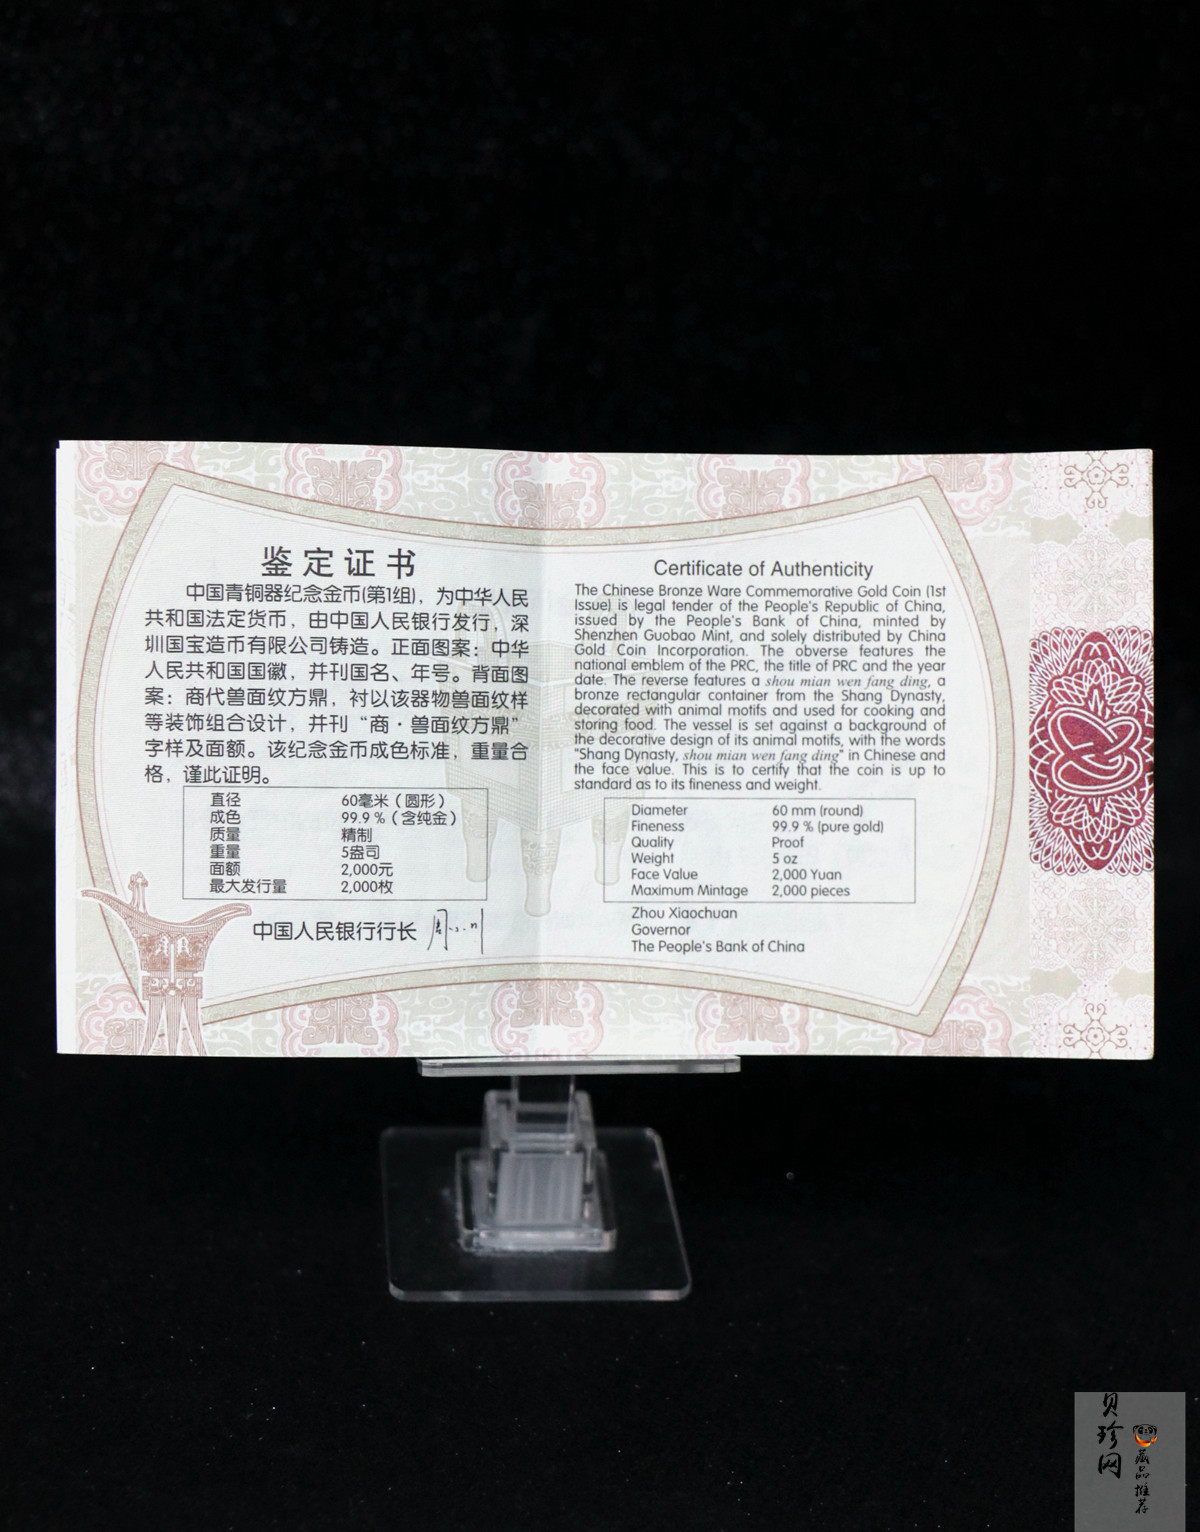 鉴定证书
中国青铜器纪念金币(第1组)，为中华人民
共和国法定货币，由中国人民银行发行，深
圳国宝造币有限公司铸造。正面图案：中华
人民共和国国徽，并刊国名、年号。背面图
案：商代兽面纹方鼎，衬以该器物兽面纹样
等装饰组合设计，并刊“商·兽面纹方鼎”
字样及面额。该纪念金币成色标准，重量合
格，谨此证明。
直径 60毫米（圆形）
成色 99.9％（含纯金）
质量 精制
重量 5盎司
面额 2,000元
最大发行量 2,000枚
中国人民银行行长 周小川
Certificate of Authenticity
The Chinese Bronze Ware Commemorative Gold Coin (1st
Issue) is legal tender of the People's Republic of China,
issued by the People's Bank of China, minted by
Shenzhen Guobao Mint, and solely distributed by China
Gold Coin Incorporation. The obverse features the
national emblem of the PRC, the title of PRC and the year
date. The reverse features a shou mian wen fang ding, a
bronze rectangular container from the Shang Dynasty,
decorated with animal motifs and used for cooking and
storing food. The vessel is set against a background of
the decorative design of its animal motifs, with the words
"Shang Dynasty, shou mian wen fang ding" in Chinese and
the face value. This is to certify that the coin is up to
standard as to its fineness and weight.
Diameter 60 mm (round)
Fineness 99.9 % (pure gold)
Quality Proof
Weight 5 oz
Face Value 2,000 Yuan
Maximum Mintage 2,000 pieces
Zhou Xiaochuan
Governor
The People's Bank of China
贝珍网
藏品推荐